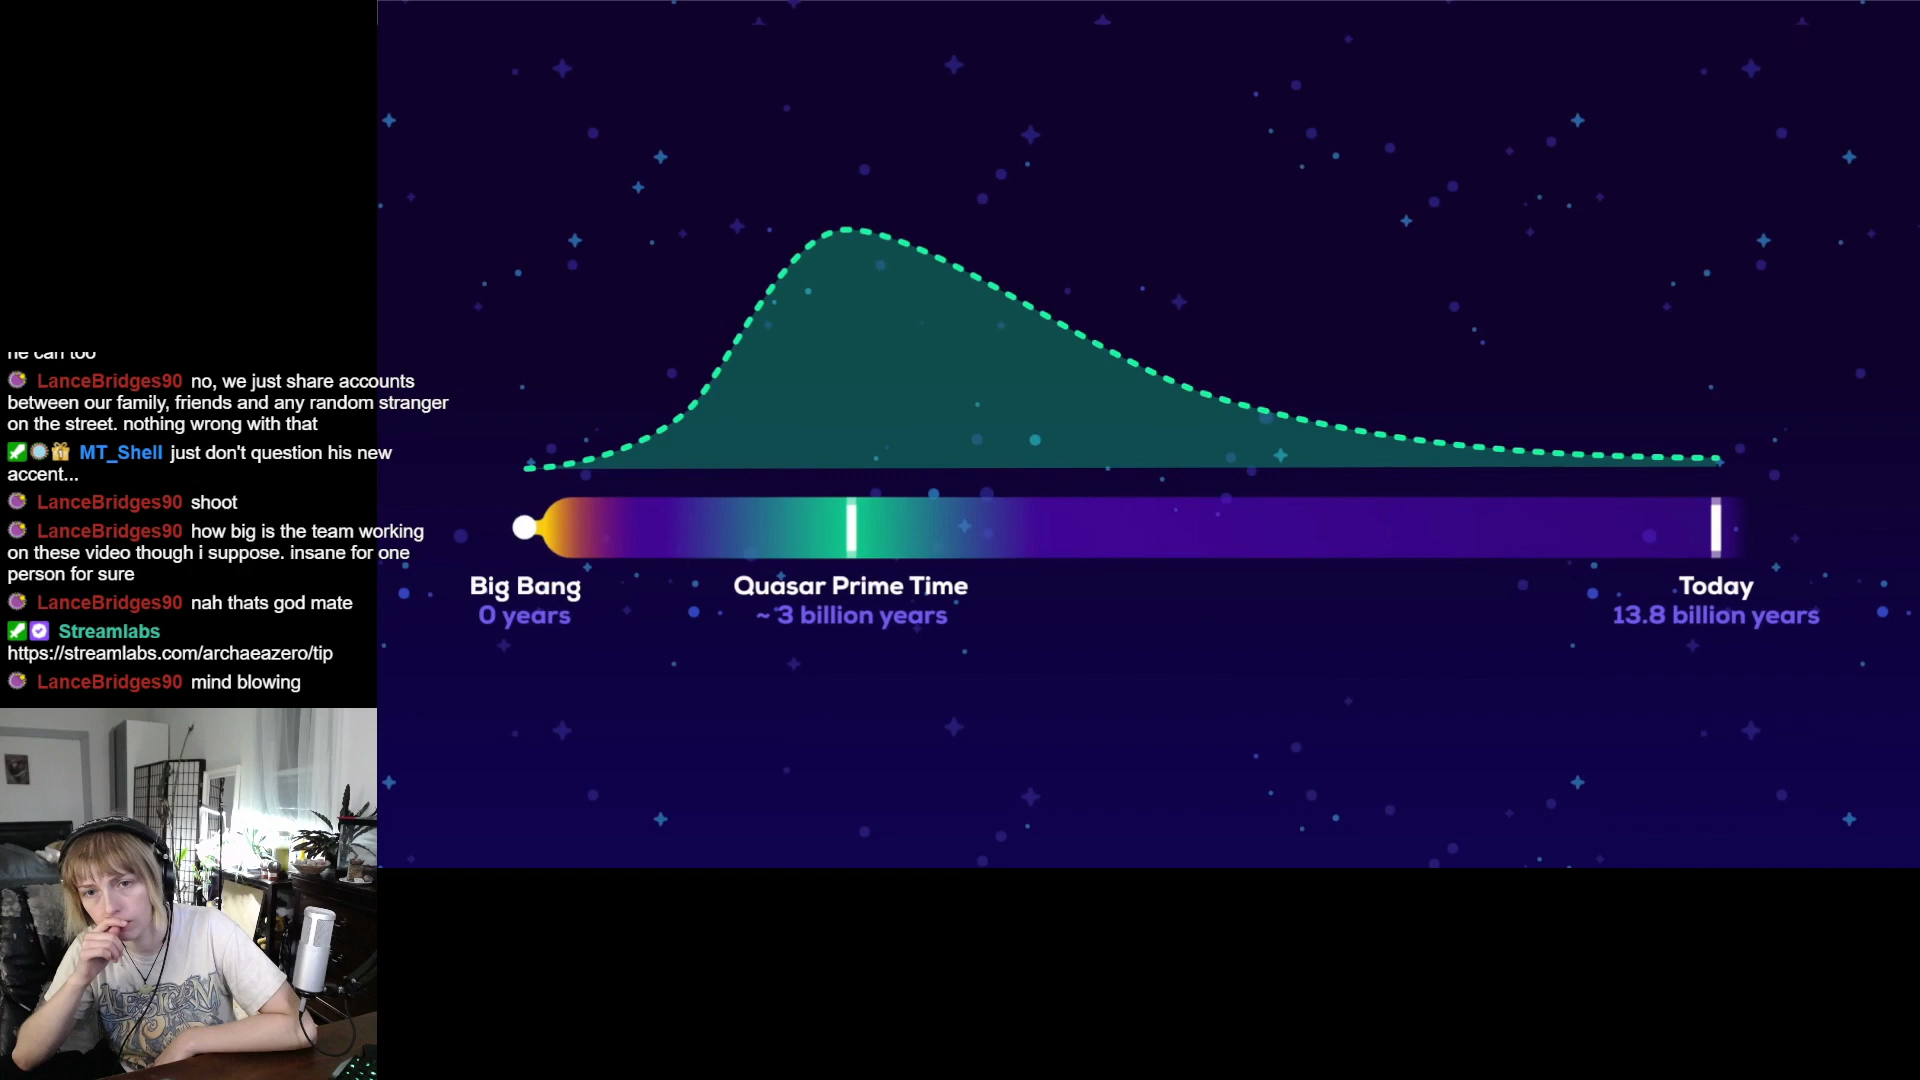 he can too
LanceBridges90 no, we just share accounts
between our family, friends and any random stranger
on the street. nothing wrong with that
MT_Shell just don't question his new
accent...
LanceBridges90 shoot
LanceBridges90 how big is the team working
on these video though i suppose. insane for one
person for sure
LanceBridges90 nah thats god mate
Streamlabs
https://streamlabs.com/archaeazero/tip
LanceBridges90 mind blowing
Big Bang
0 years
Quasar Prime Time
~ 3 billion years
Today
13.8 billion years